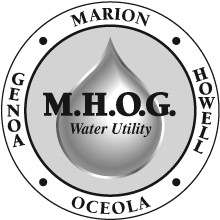 MARION
HOWELL
OCEOLA
GENOA
M.H.O.G.
Water Utility